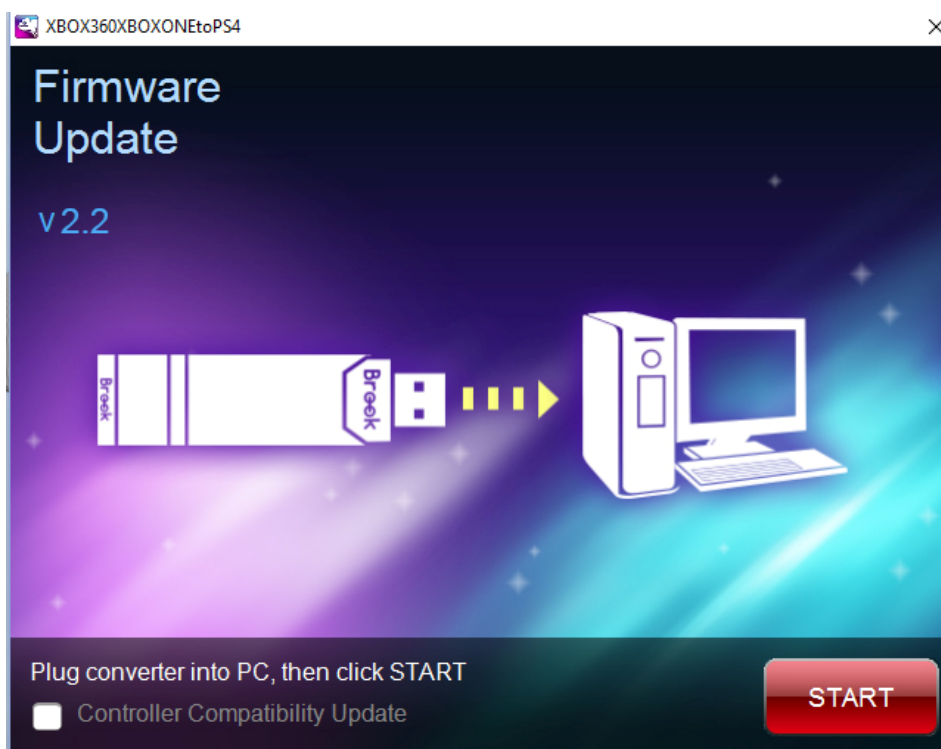 XBOX360XBOXONEtoPS4
Firmware
Update
v2.2
Brook
Brook
Plug converter into PC, then click START
Controller Compatibility Update
START